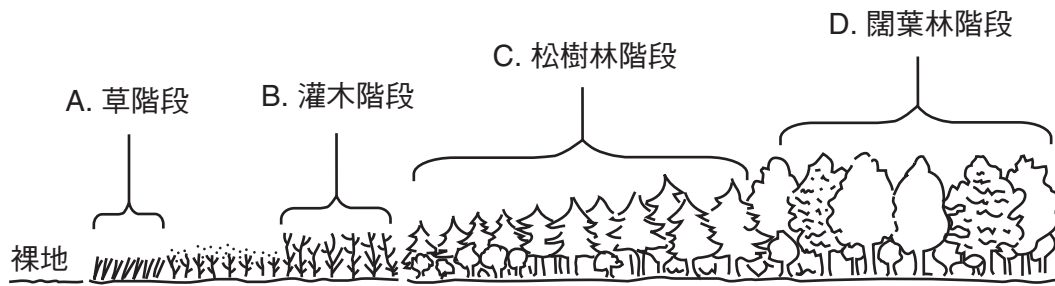 A. 草階段
B. 灌木階段
C. 松樹林階段
D. 闊葉林階段
裸地